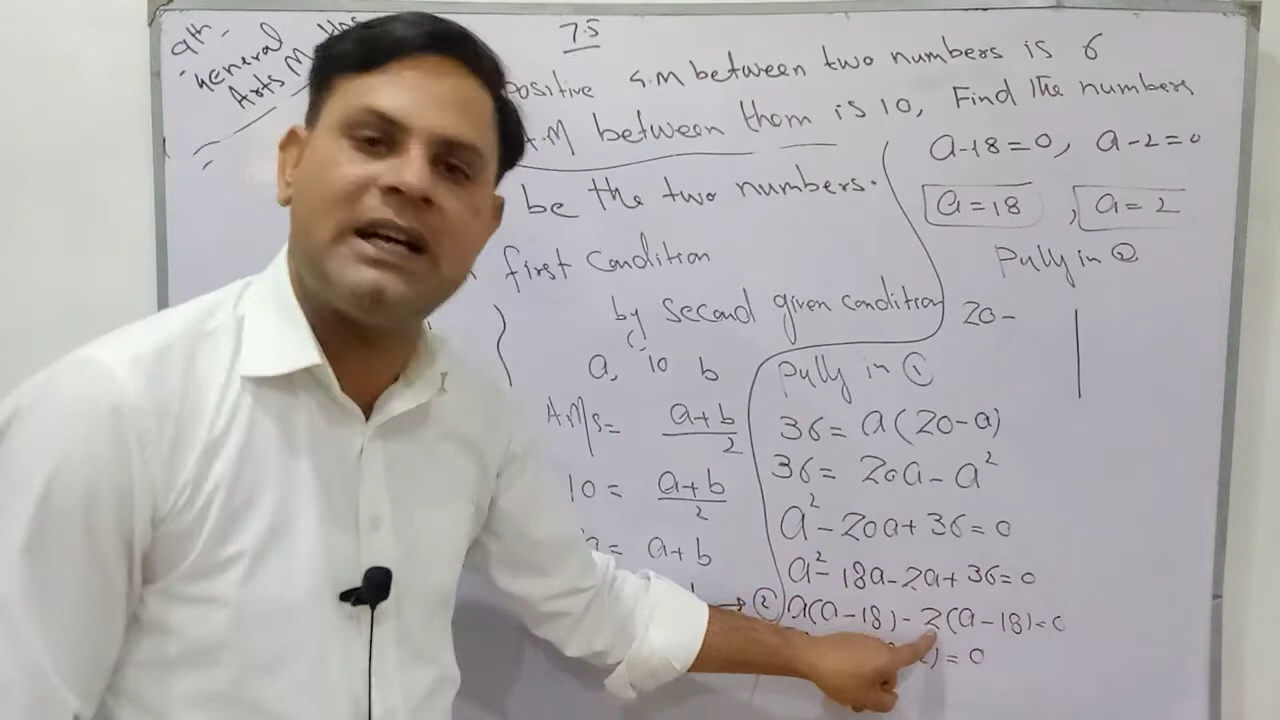 9th
General
Arts Maths
7.5
positive G.M between two numbers is 6
A.M between them is 10, Find the numbers
be the two numbers.
first condition
by second given condition
a, 10 b
A.M's = a+b/2
10 = a+b/2
= a+b
→ ②
Putty in ①
36 = a(20-a)
36 = 20a - a²
a² - 20a + 36 = 0
a² - 18a - 2a + 36 = 0
a(a-18) - 2(a-18) = 0
) = 0
a-18=0, a-2=0
a=18, a=2
Putty in ②
20 -